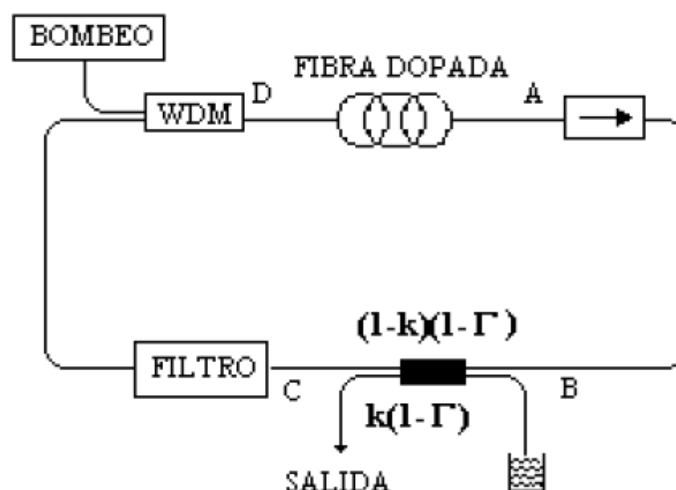 BOMBEO
FIBRA DOPADA
D
A
WDM
(1-k)(1-Γ)
FILTRO
C
B
k(1-Γ)
SALIDA